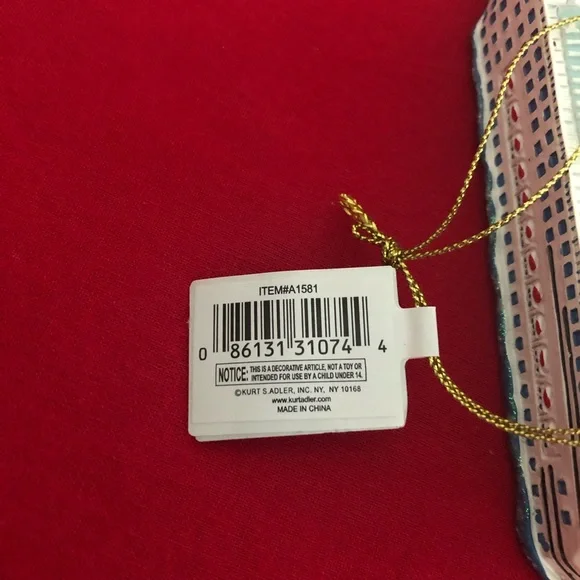 ITEM#A1581
0 86131 31074 4
NOTICE: THIS IS A DECORATIVE ARTICLE, NOT A TOY OR
INTENDED FOR USE BY A CHILD UNDER 14.
©KURT S.ADLER, INC. NY, NY 10168
www.kurtadler.com
MADE IN CHINA